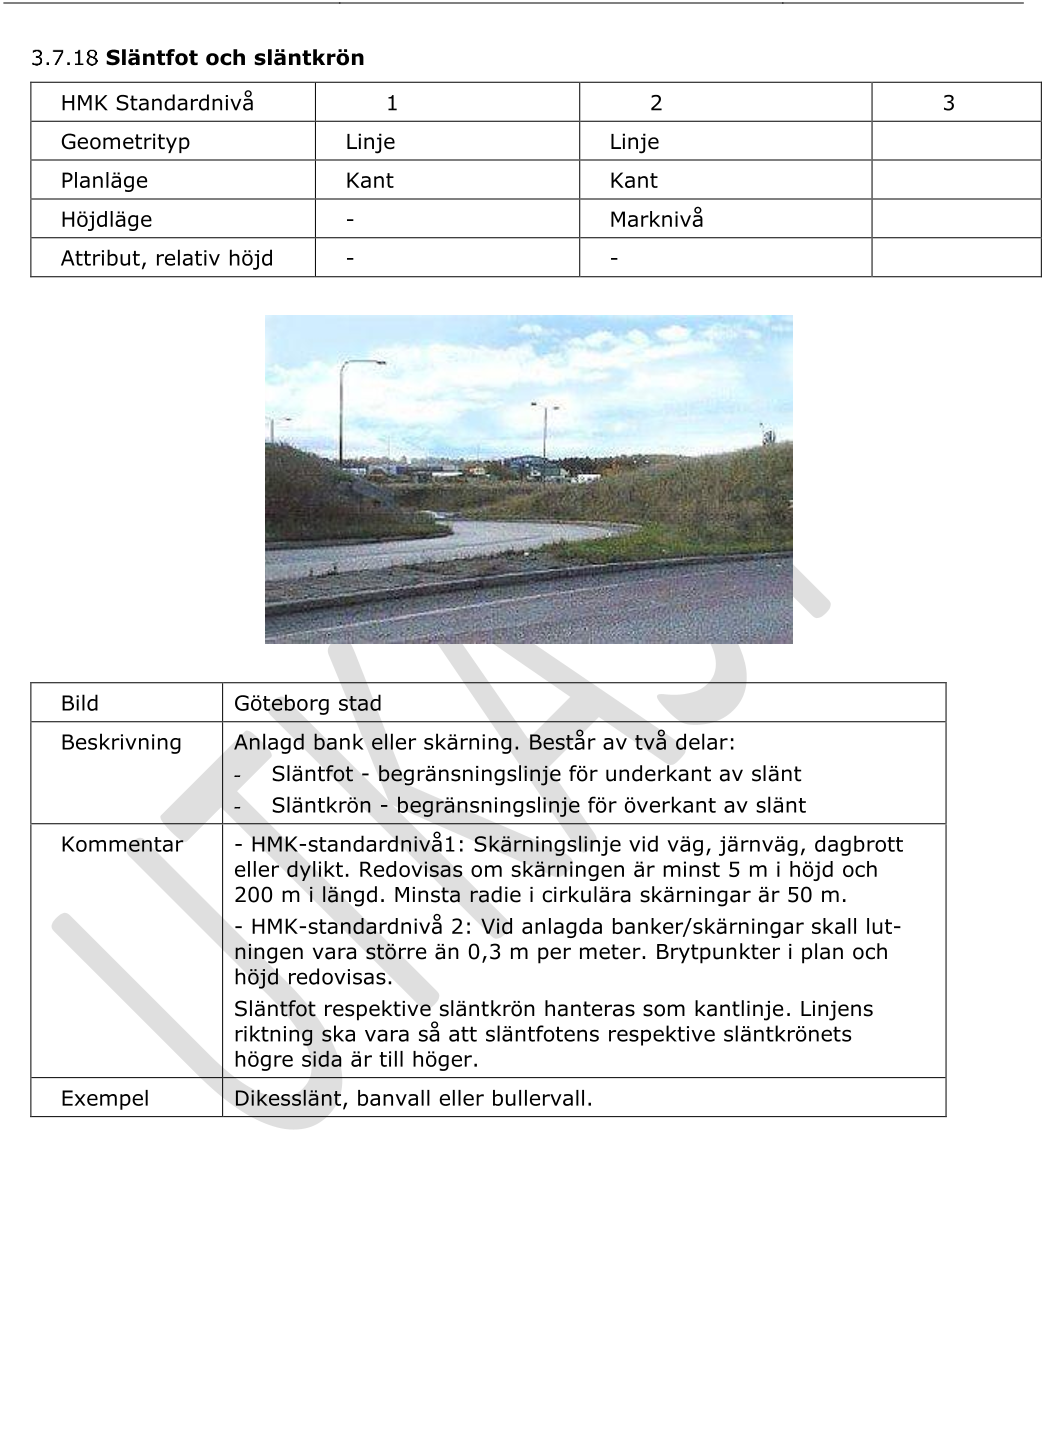 3.7.18 Släntfot och släntkrön
HMK Standardnivå 1 2 3
Geometrityp Linje Linje
Planläge Kant Kant
Höjdläge - Marknivå
Attribut, relativ höjd - -
Bild Göteborg stad
Beskrivning Anlagd bank eller skärning. Består av två delar:
- Släntfot - begränsningslinje för underkant av slänt
- Släntkrön - begränsningslinje för överkant av slänt
Kommentar - HMK-standardnivå1: Skärningslinje vid väg, järnväg, dagbrott
eller dylikt. Redovisas om skärningen är minst 5 m i höjd och
200 m i längd. Minsta radie i cirkulära skärningar är 50 m.
- HMK-standardnivå 2: Vid anlagda banker/skärningar skall lut-
ningen vara större än 0,3 m per meter. Brytpunkter i plan och
höjd redovisas.
Släntfot respektive släntkrön hanteras som kantlinje. Linjens
riktning ska vara så att släntfotens respektive släntkrönets
högre sida är till höger.
Exempel Dikesslänt, banvall eller bullervall.
UTKAST